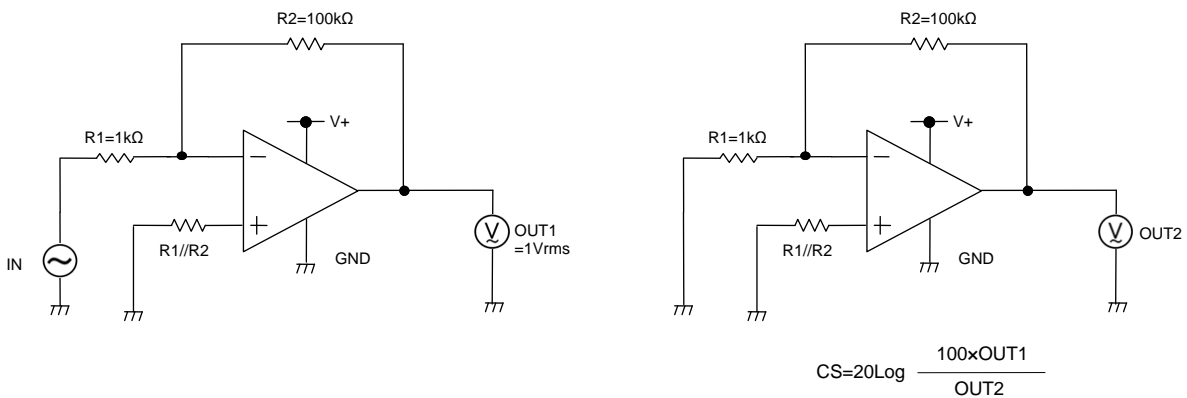 R2=100kΩ
R1=1kΩ
V+
R1//R2
GND
IN
V
OUT1
=1Vrms
R2=100kΩ
R1=1kΩ
V+
R1//R2
GND
V
OUT2
CS=20Log 100×OUT1
OUT2